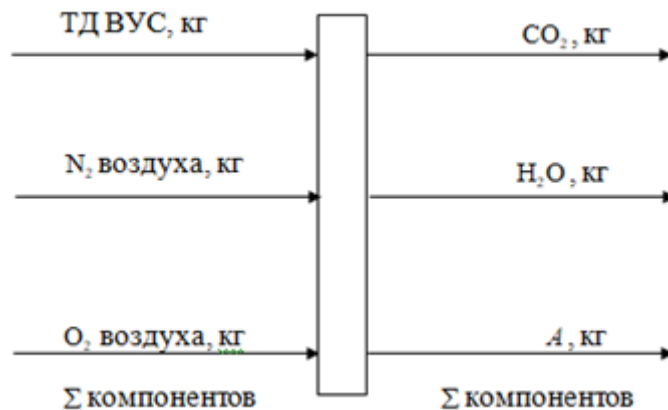 ТД ВУС, кг
CO₂, кг
N₂ воздуха, кг
H₂O, кг
O₂ воздуха, кг
A, кг
Σ компонентов
Σ компонентов